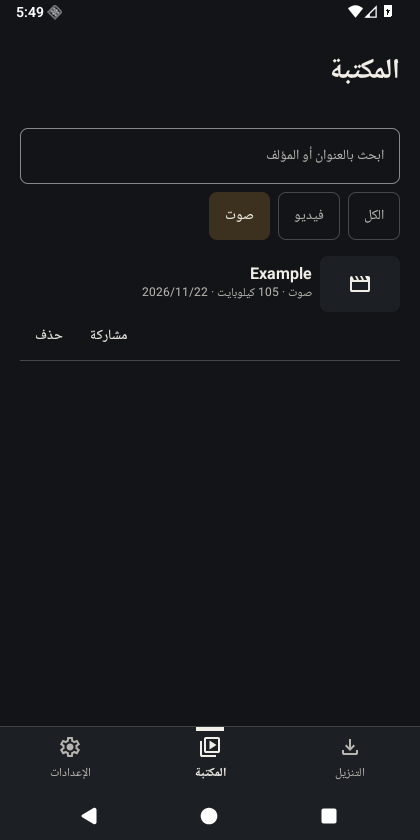 5:49
المكتبة
ابحث بالعنوان أو المؤلف
الكل
فيديو
صوت
Example
صوت · 105 كيلوبايت · 2026/11/22
مشاركة
حذف
التنزيل
المكتبة
الإعدادات